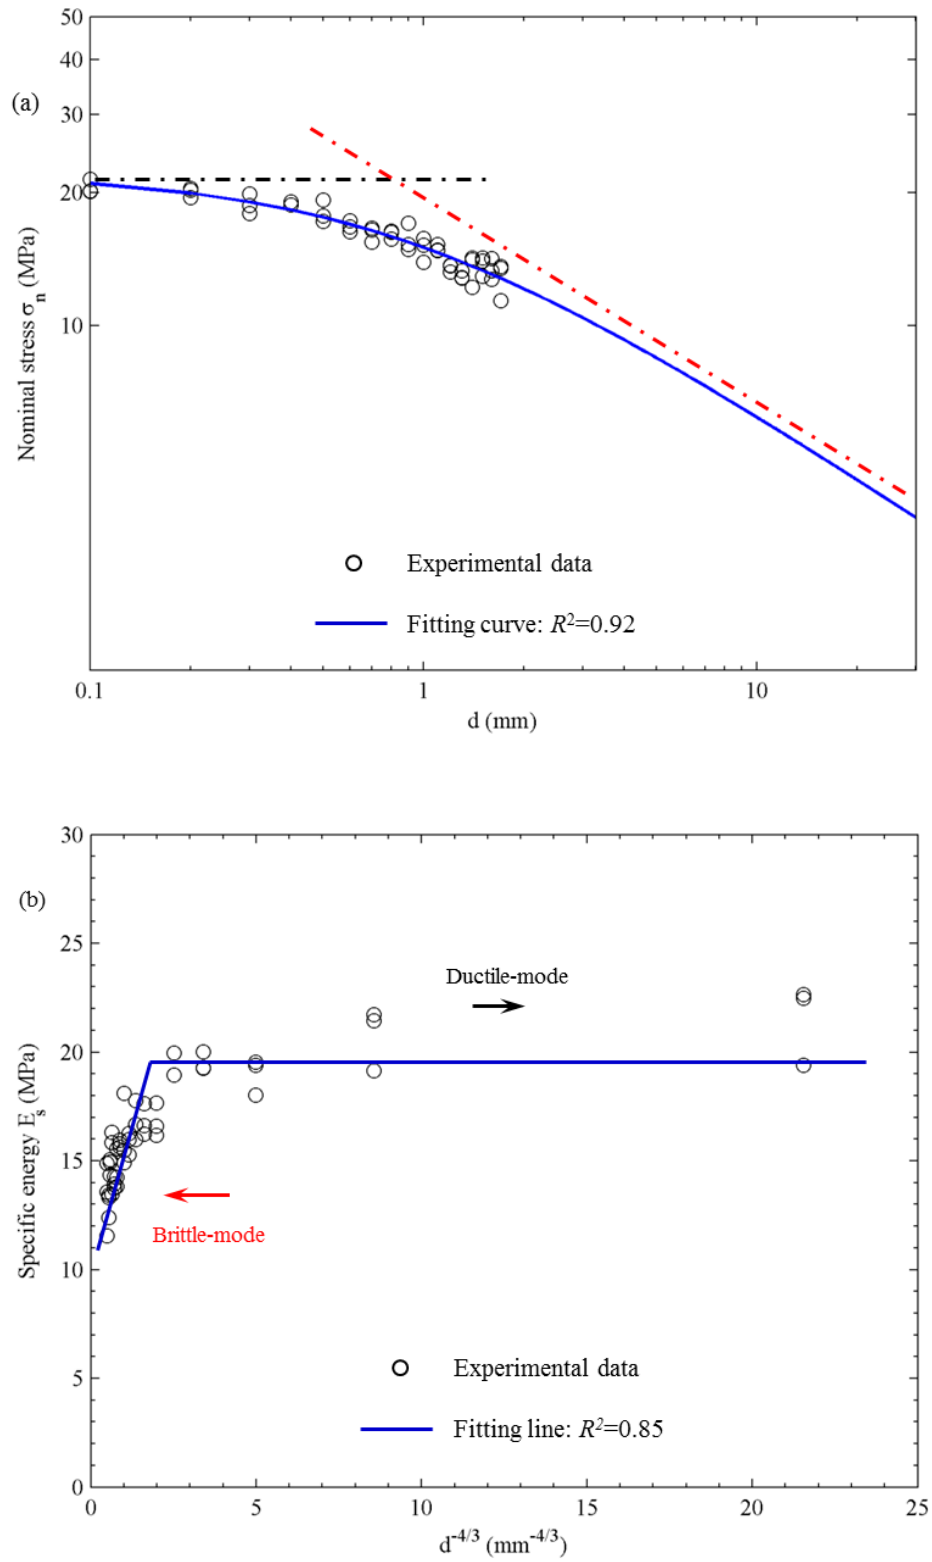 50
40
30
(a)
20
Nominal stress σn (MPa)
10
Experimental data
Fitting curve: R²=0.92
0.1 1 10
d (mm)
30
(b)
25
Ductile-mode
20
Specific energy Es (MPa)
15
Brittle-mode
10
Experimental data
5
Fitting line: R²=0.85
0
0 5 10 15 20 25
d⁻⁴/³ (mm⁻⁴/³)